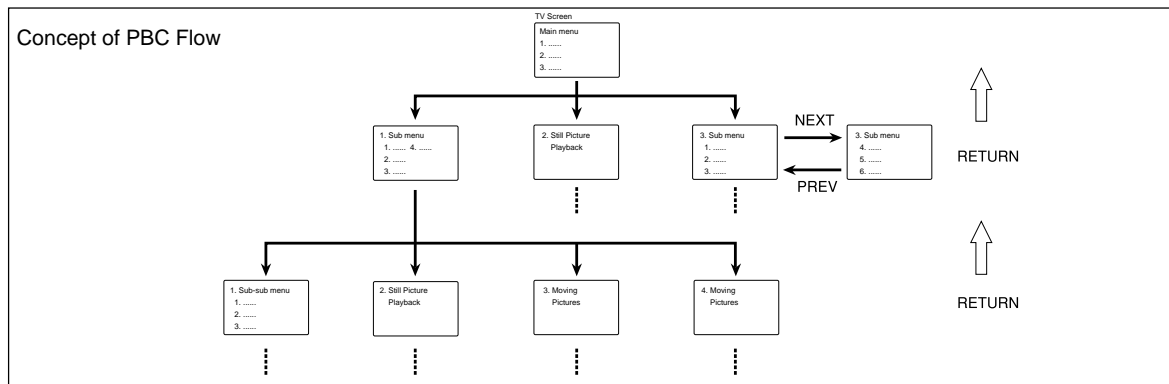 Concept of PBC Flow
TV Screen
Main menu
1. ......
2. ......
3. ......
1. Sub menu
1. ...... 4. ......
2. ......
3. ......
2. Still Picture
Playback
3. Sub menu
1. ......
2. ......
3. ......
NEXT
PREV
3. Sub menu
4. ......
5. ......
6. ......
RETURN
1. Sub-sub menu
1. ......
2. ......
3. ......
2. Still Picture
Playback
3. Moving
Pictures
4. Moving
Pictures
RETURN